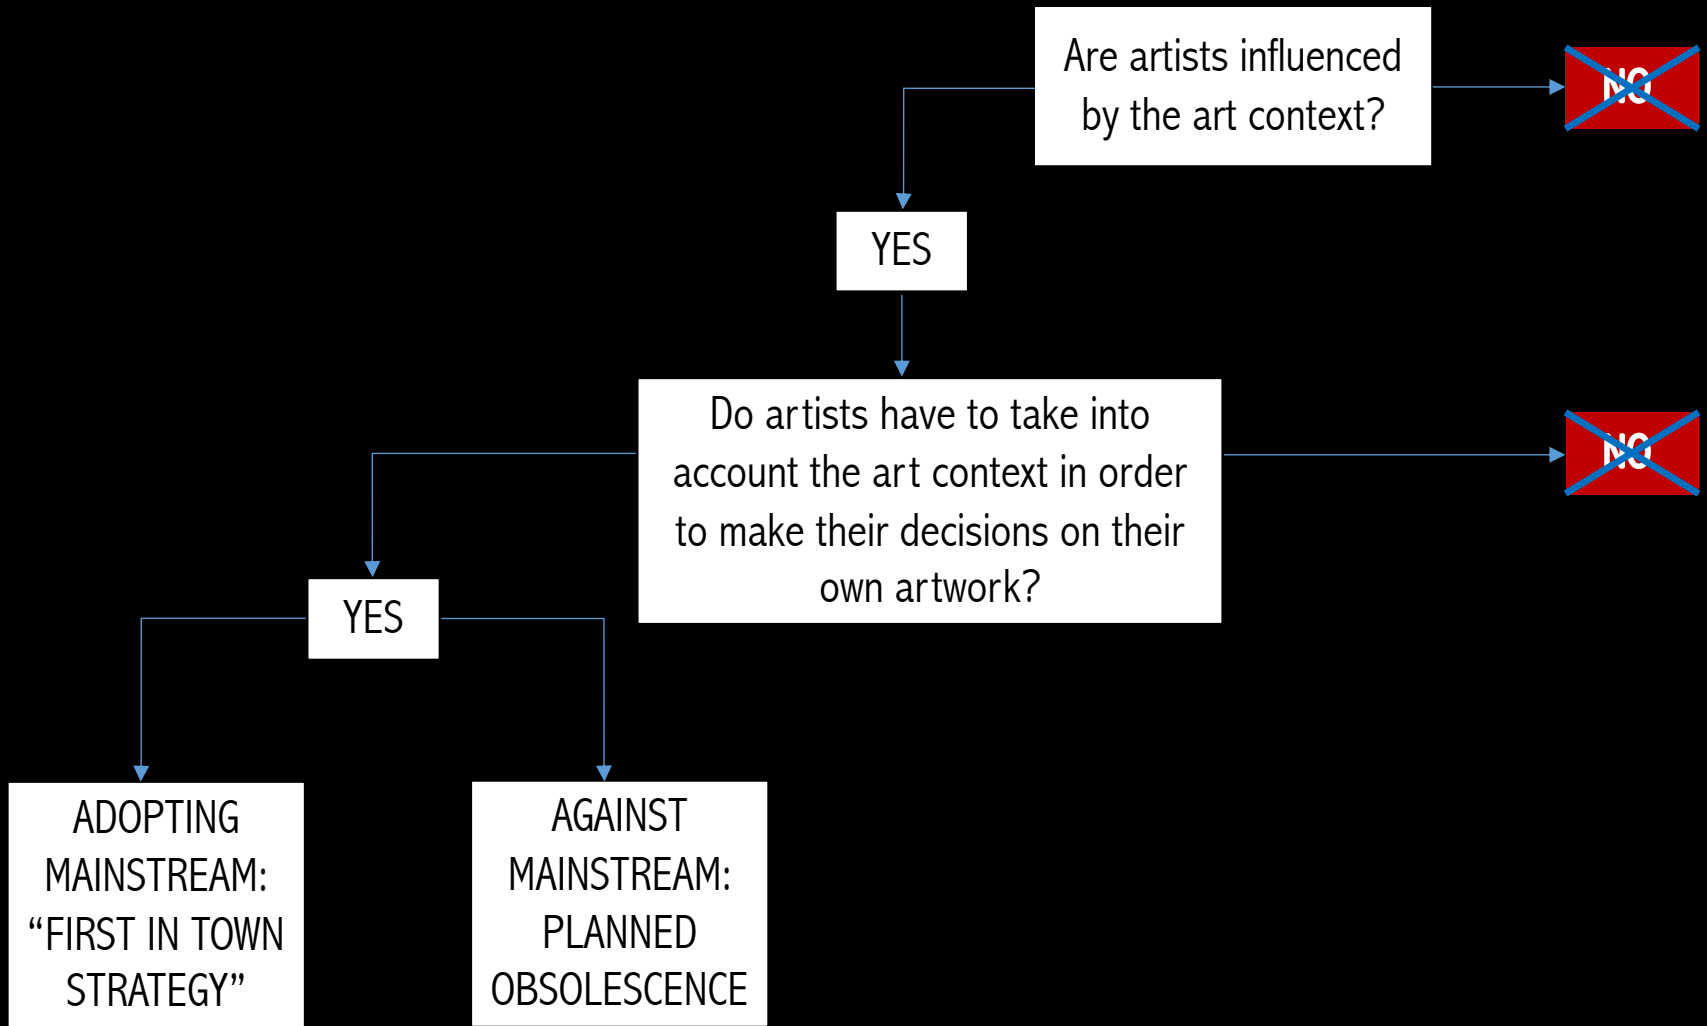 Are artists influenced
by the art context?
NO
YES
Do artists have to take into
account the art context in order
to make their decisions on their
own artwork?
NO
YES
ADOPTING
MAINSTREAM:
“FIRST IN TOWN
STRATEGY”
AGAINST
MAINSTREAM:
PLANNED
OBSOLESCENCE